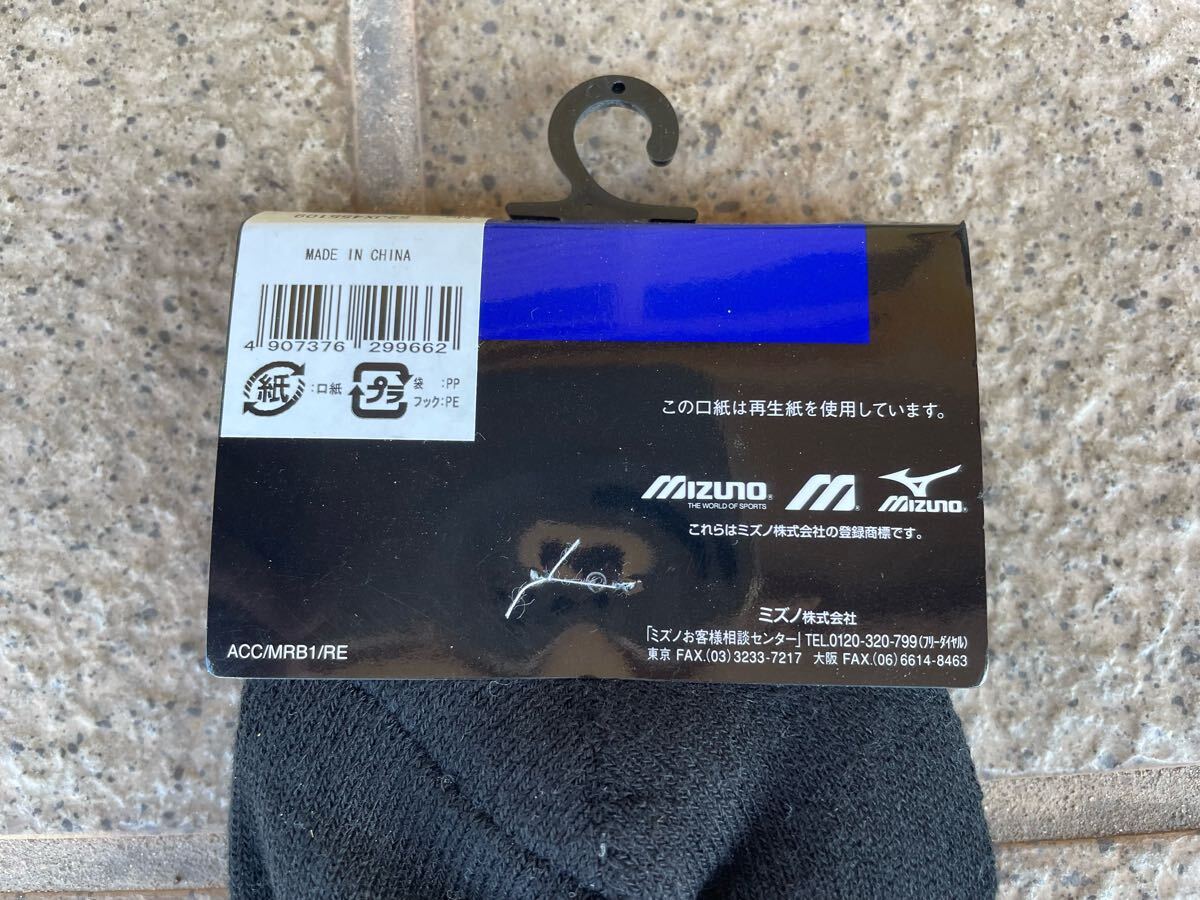 MADE IN CHINA
4 907376 299662
紙 :口紙
プラ 袋 :PP
フック:PE
この口紙は再生紙を使用しています。
MIZUNO
THE WORLD OF SPORTS
MIZUNO
これらはミズノ株式会社の登録商標です。
ミズノ株式会社
「ミズノお客様相談センター」TEL.0120-320-799(フリーダイヤル)
東京 FAX.(03)3233-7217 大阪 FAX.(06)6614-8463
ACC/MRB1/RE